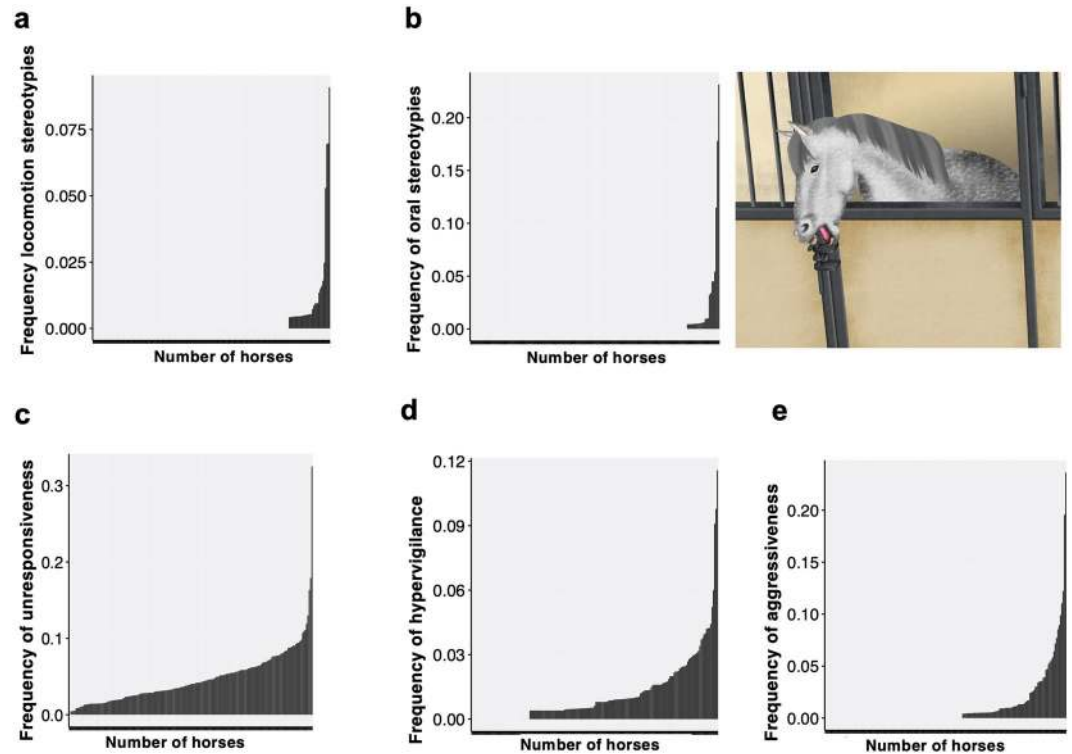 a
Frequency locomotion stereotypies
0.075
0.050
0.025
0.000
Number of horses
b
Frequency of oral stereotypies
0.20
0.15
0.10
0.05
0.00
Number of horses
c
Frequency of unresponsiveness
0.3
0.2
0.1
0.0
Number of horses
d
Frequency of hypervigilance
0.12
0.09
0.06
0.03
0.00
Number of horses
e
Frequency of aggressiveness
0.20
0.15
0.10
0.05
0.00
Number of horses